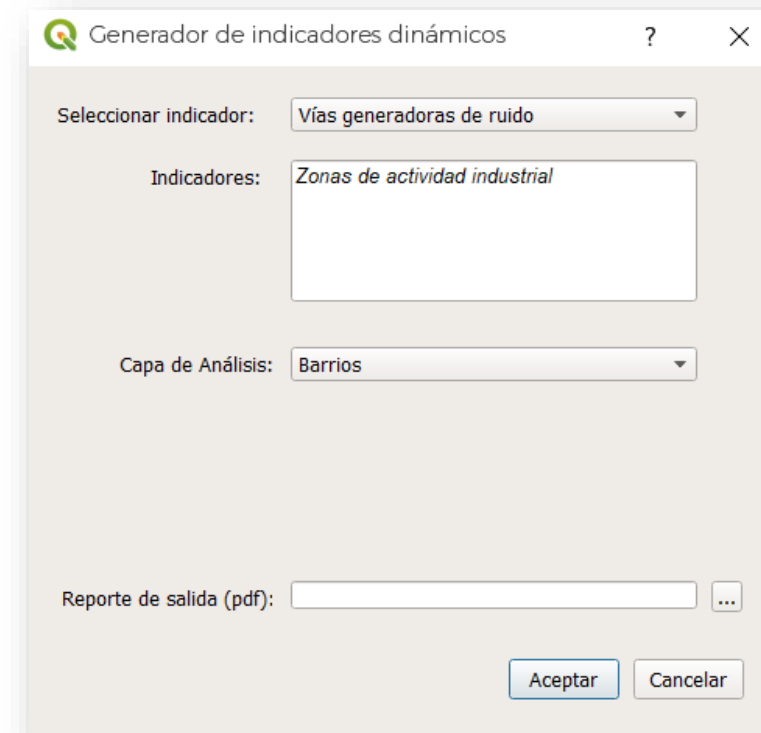 Generador de indicadores dinámicos ? ×
Seleccionar indicador: Vías generadoras de ruido
Indicadores: Zonas de actividad industrial
Capa de Análisis: Barrios
Reporte de salida (pdf): ...
Aceptar Cancelar